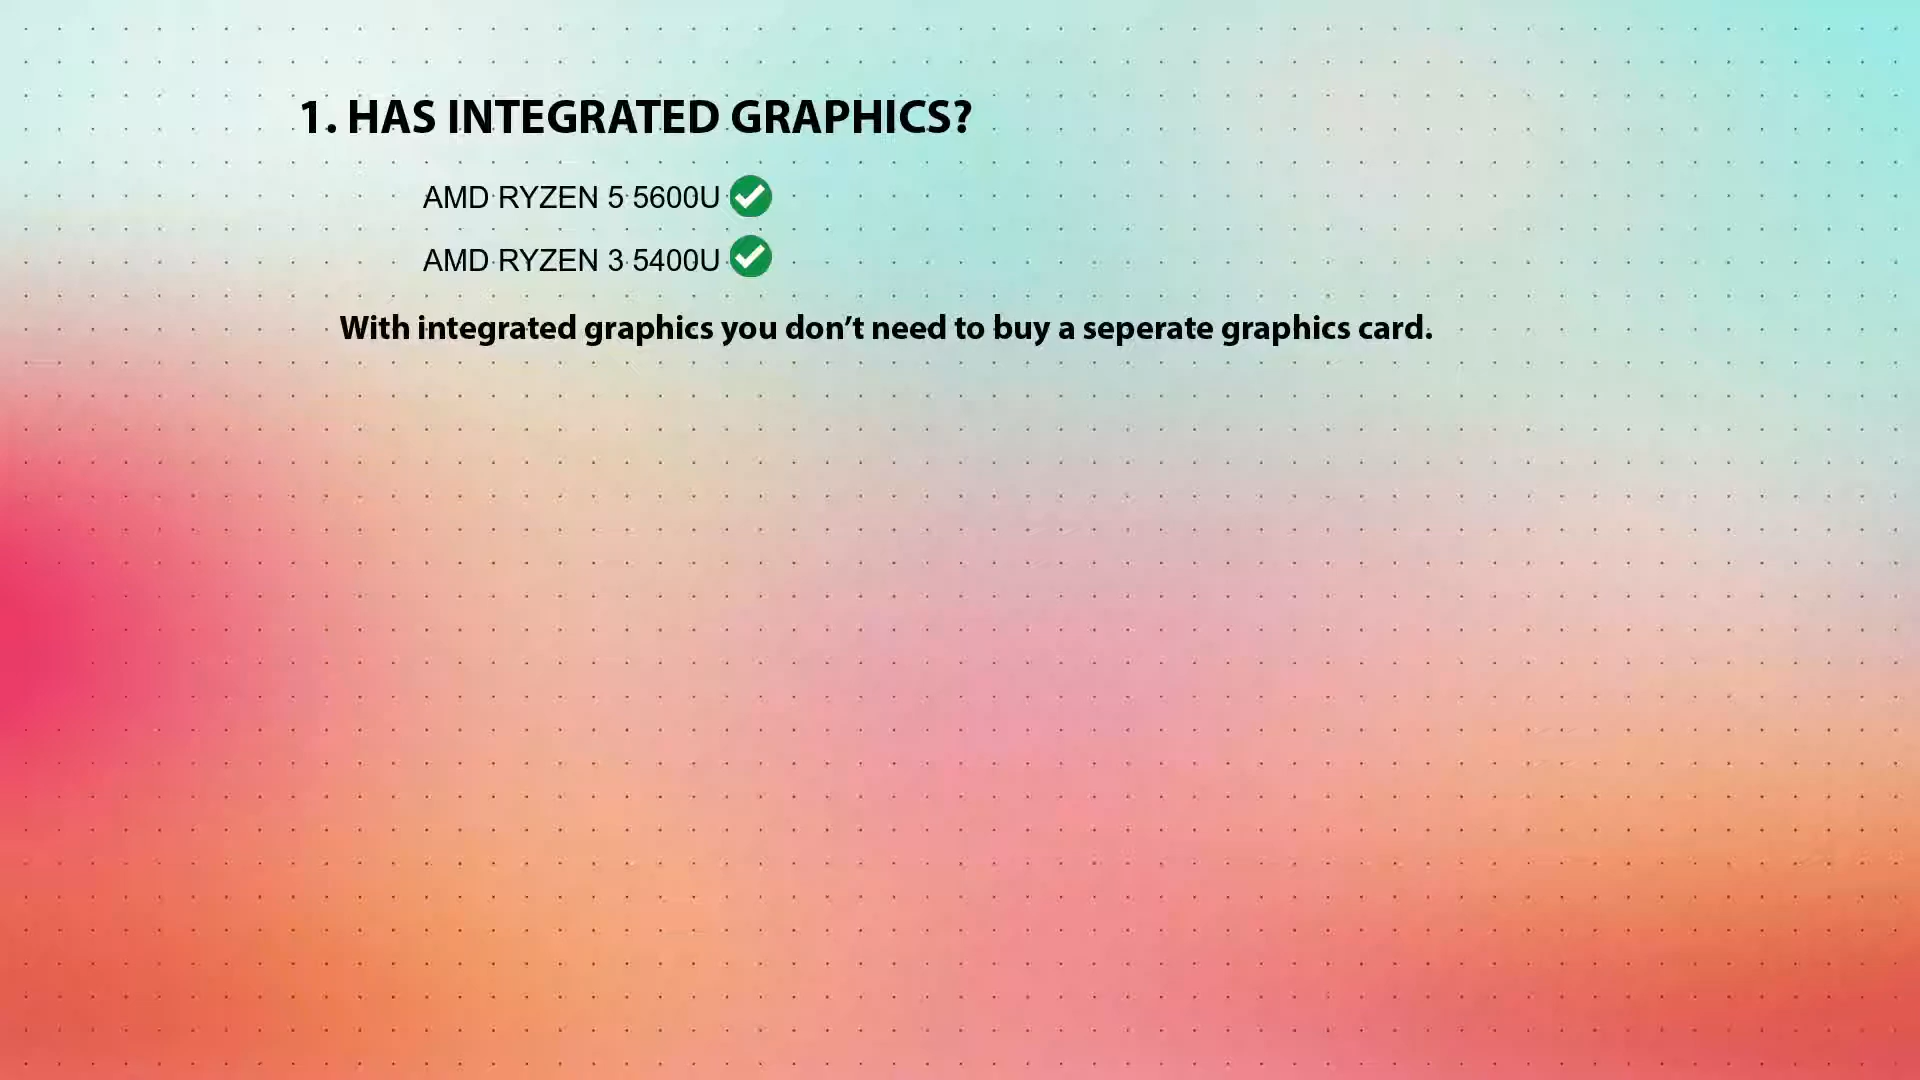 1. HAS INTEGRATED GRAPHICS?
AMD RYZEN 5 5600U
AMD RYZEN 3 5400U
With integrated graphics you don’t need to buy a seperate graphics card.